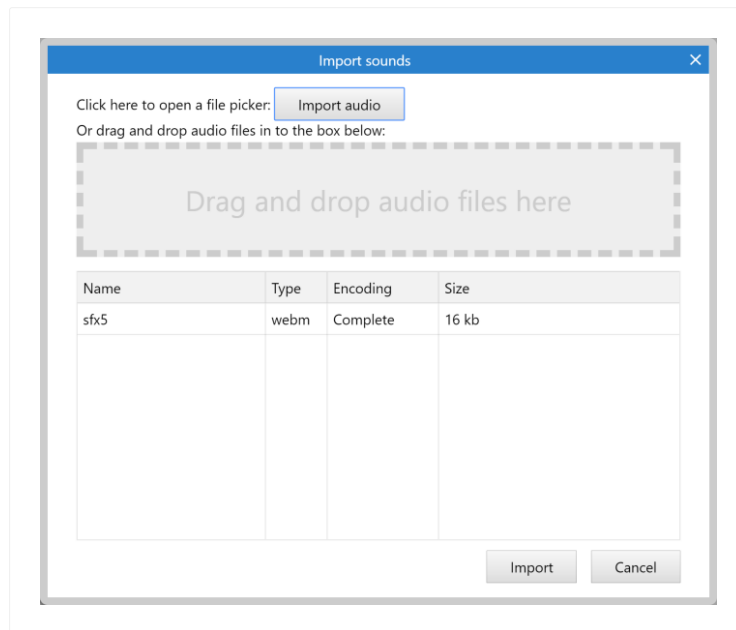 Import sounds
Click here to open a file picker: Import audio
Or drag and drop audio files in to the box below:
Drag and drop audio files here
Name Type Encoding Size
sfx5 webm Complete 16 kb
Import Cancel